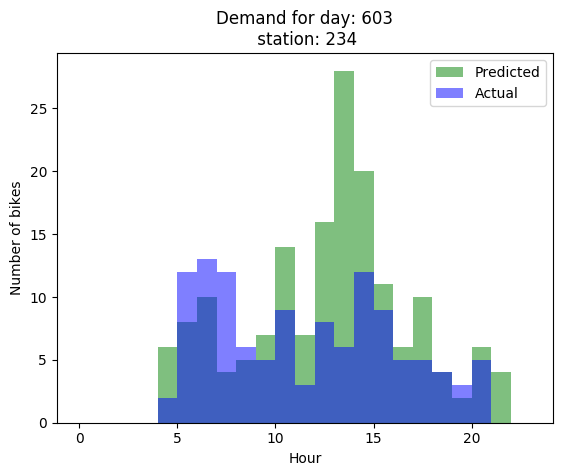 Demand for day: 603
station: 234
Predicted
Actual
Number of bikes
25
20
15
10
5
0
0
5
10
15
20
Hour